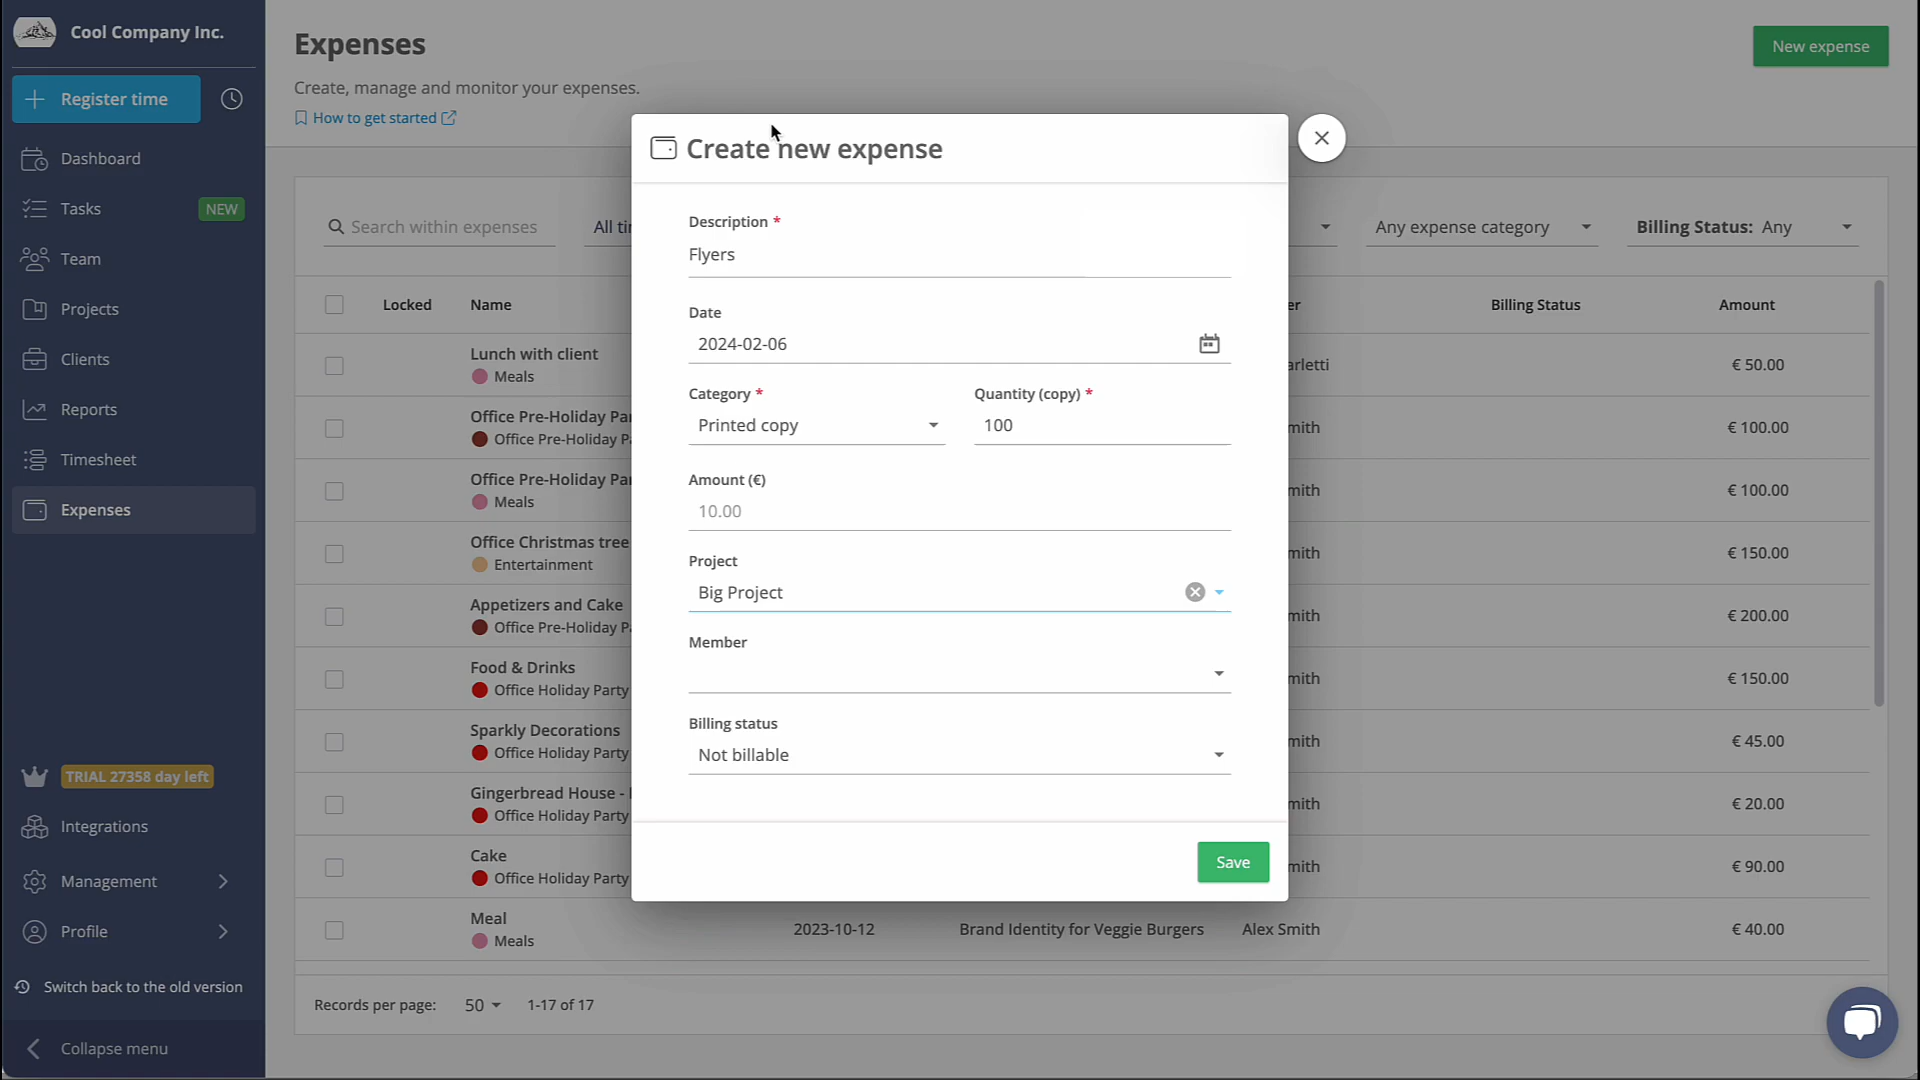 Cool Company Inc.
Register time
Dashboard
Tasks NEW
Team
Projects
Clients
Reports
Timesheet
Expenses
TRIAL 27358 day left
Integrations
Management
Profile
Switch back to the old version
Collapse menu
Expenses
New expense
Create, manage and monitor your expenses.
How to get started
Search within expenses
Any expense category
Billing Status: Any
Locked Name Billing Status Amount
Lunch with client
Meals
€ 50.00
Office Pre-Holiday
Office Pre-Holiday
€ 100.00
Office Pre-Holiday
Meals
€ 100.00
Office Christmas tree
Entertainment
€ 150.00
Appetizers and Cake
Office Pre-Holiday
€ 200.00
Food & Drinks
Office Holiday Party
€ 150.00
Sparkly Decorations
Office Holiday Party
€ 45.00
Gingerbread House -
Office Holiday Party
€ 20.00
Cake
Office Holiday Party
€ 90.00
Meal
Meals
2023-10-12 Brand Identity for Veggie Burgers Alex Smith € 40.00
Records per page: 50 1-17 of 17
Create new expense
Description *
Flyers
Date
2024-02-06
Category * Quantity (copy) *
Printed copy 100
Amount (€)
10.00
Project
Big Project
Member
Billing status
Not billable
Save